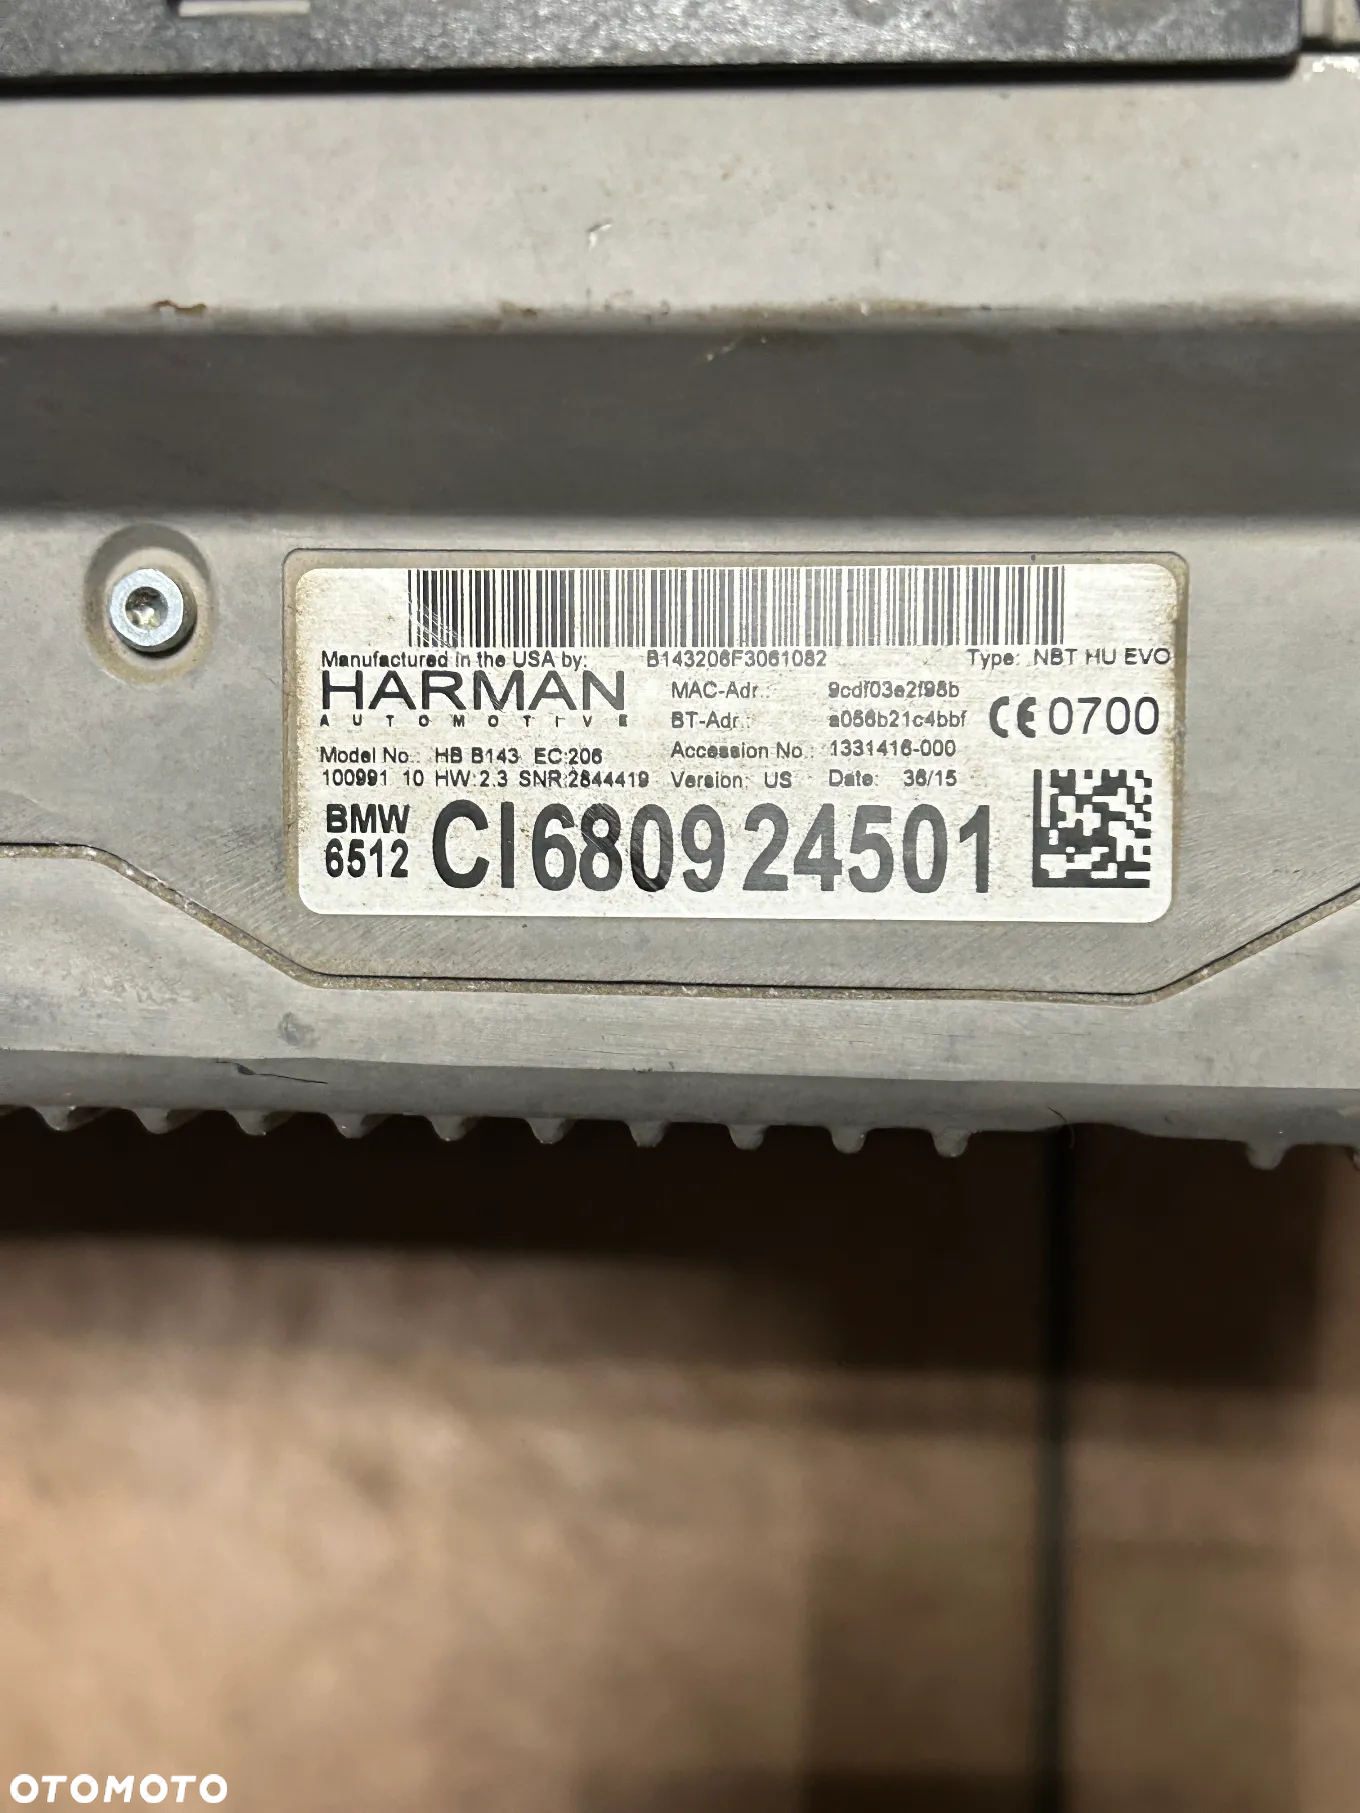 Manufactured in the USA by: B143206F3061082 Type: NBT HU EVO
HARMAN
AUTOMOTIVE
MAC-Adr.: 9cdf03e2f95b
BT-Adr.: a056b21c4bbf
CE 0700
Model No.: HB B143 EC:206
Accession No.: 1331416-000
100991 10 HW:2.3 SNR:2844419
Version: US Date: 36/15
BMW
6512
CI 6809 24501
OTOMOTO